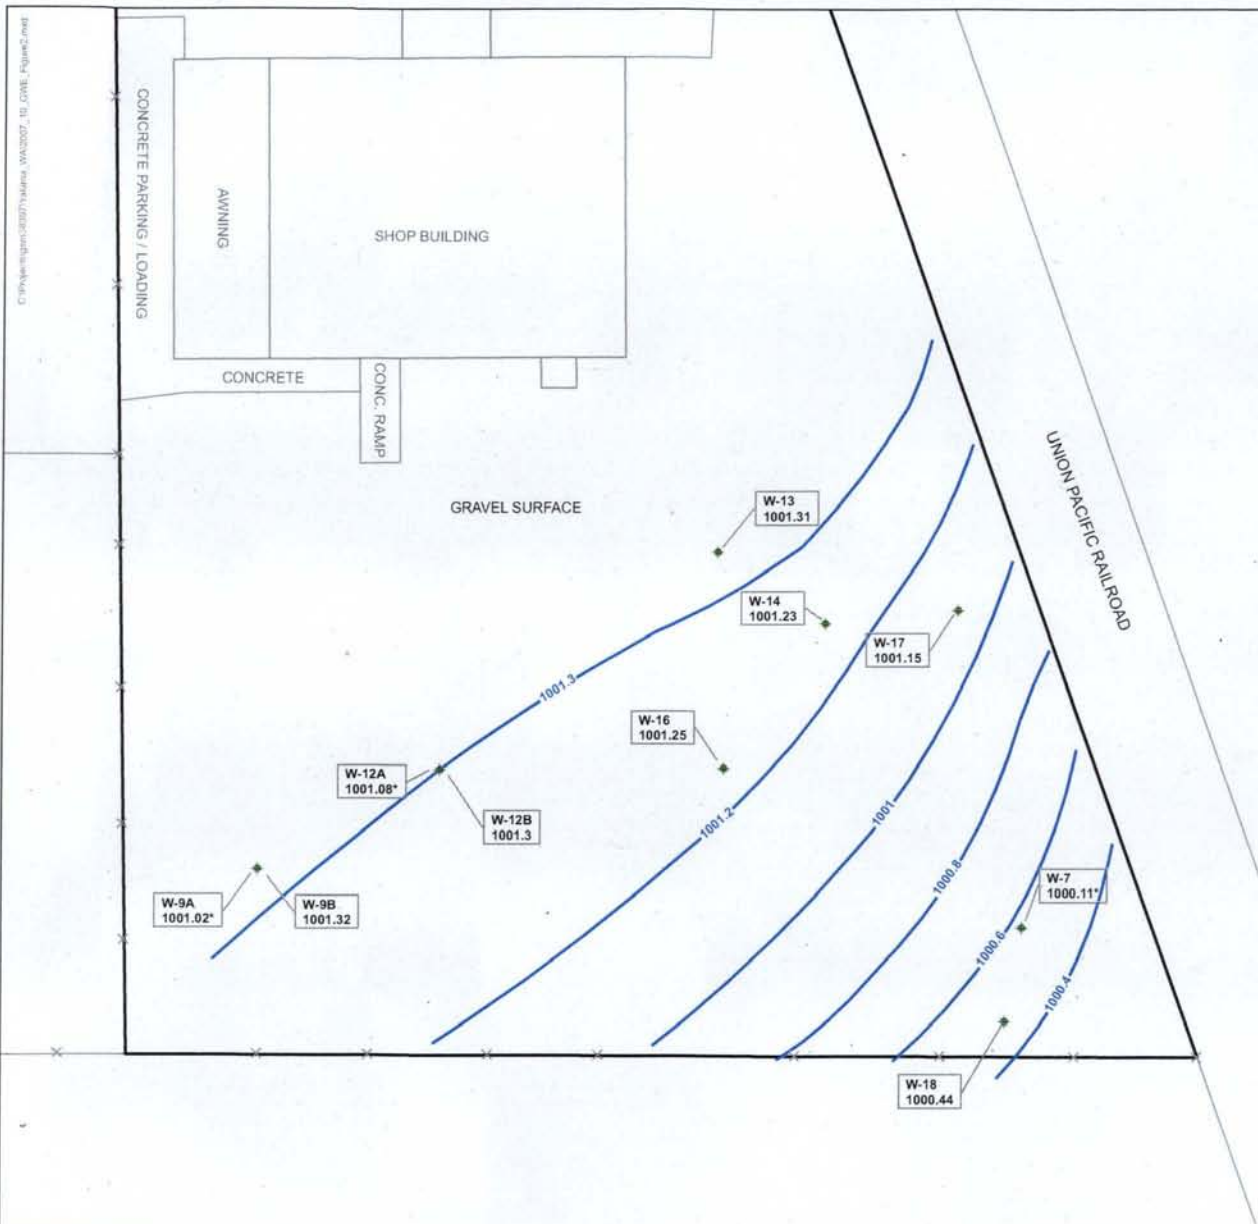 CONCRETE PARKING / LOADING
AWNING
SHOP BUILDING
CONCRETE
CONC. RAMP
GRAVEL SURFACE
UNION PACIFIC RAILROAD
W-13
1001.31
W-14
1001.23
W-17
1001.15
1001.3
W-16
1001.25
W-12A
1001.08*
W-12B
1001.3
1001.2
1001
1000.8
W-9A
1001.02*
W-9B
1001.32
W-7
1000.11*
1000.6
1000.4
W-18
1000.44